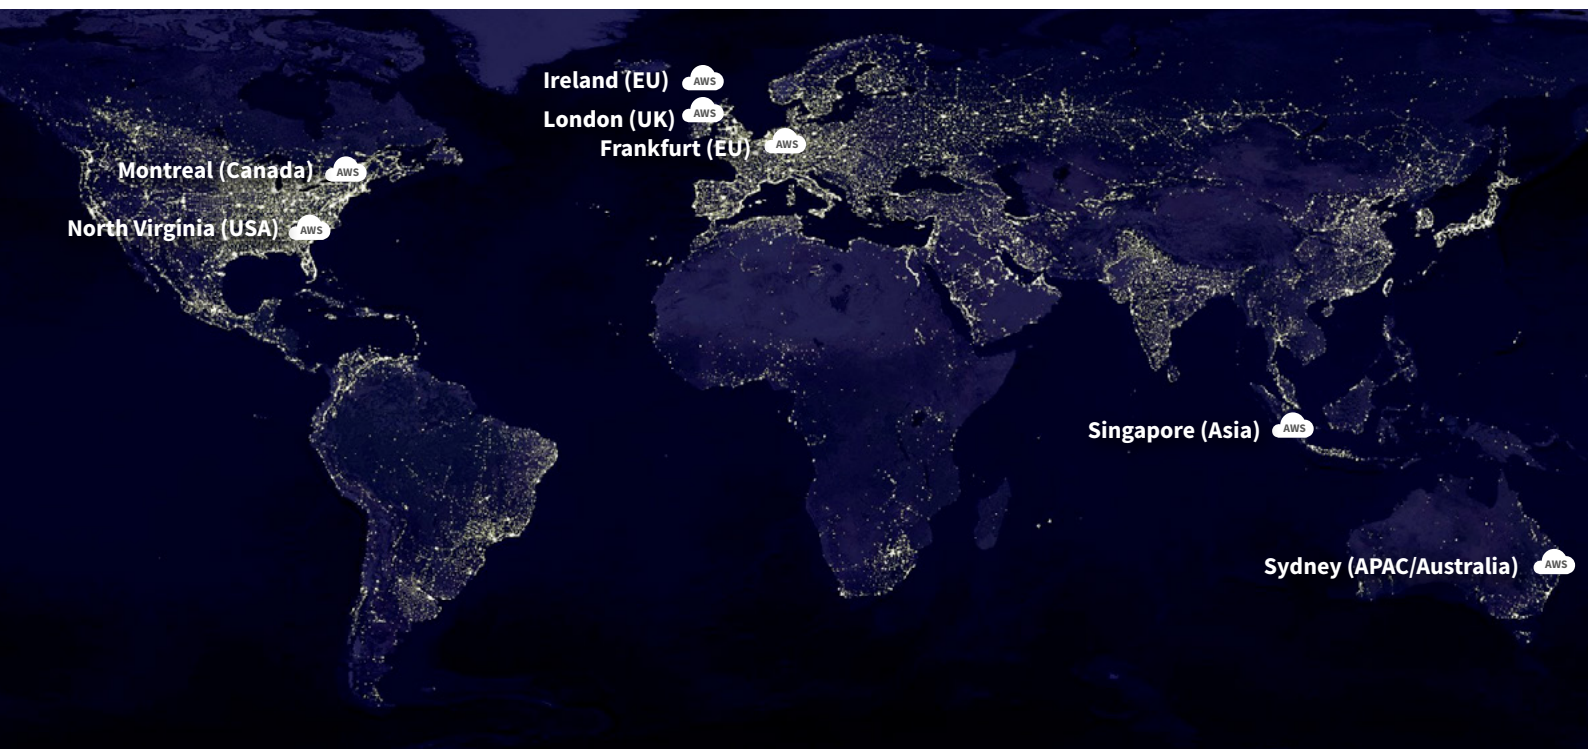 Ireland (EU) AWS
London (UK) AWS
Frankfurt (EU) AWS
Montreal (Canada) AWS
North Virginia (USA) AWS
Singapore (Asia) AWS
Sydney (APAC/Australia) AWS